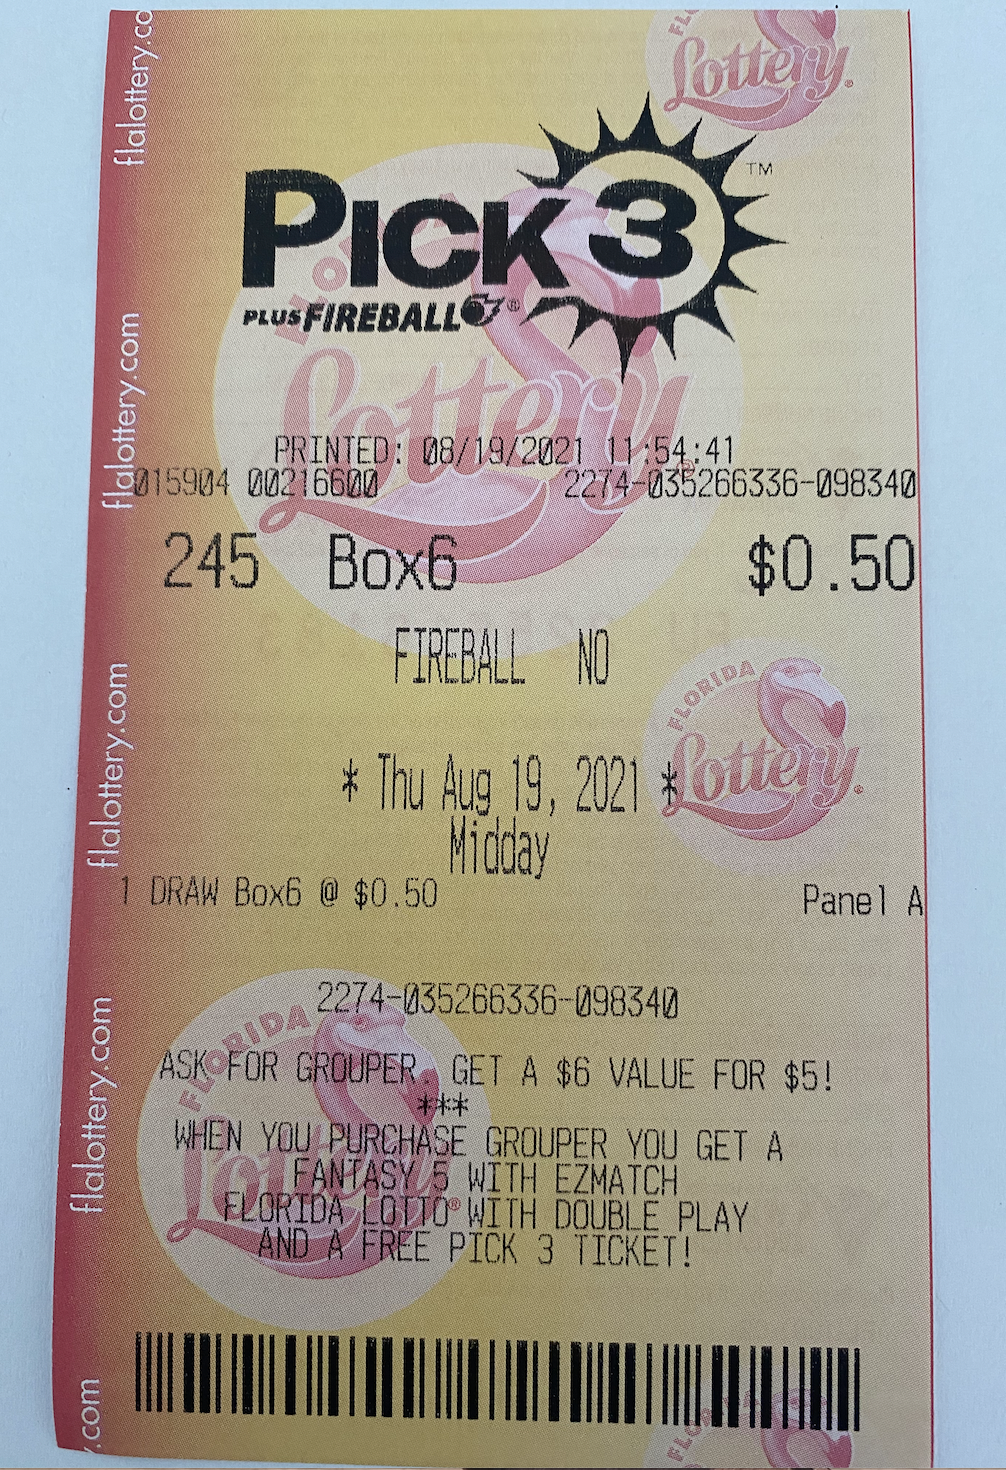 flalottery.co
FLORIDA
Lottery®
PICK 3™
PLUS FIREBALL®
FLORIDA
Lottery®
flalottery.com
PRINTED: 08/19/2021 11:54:41
015904 00216600 2274-035266336-098340
245 Box6 $0.50
FIREBALL NO
FLORIDA
Lottery®
flalottery.com
* Thu Aug 19, 2021 *
Midday
1 DRAW Box6 @ $0.50 Panel A
2274-035266336-098340
FLORIDA
Lottery®
flalottery.com
ASK FOR GROUPER. GET A $6 VALUE FOR $5!
***
WHEN YOU PURCHASE GROUPER YOU GET A
FANTASY 5 WITH EZMATCH
FLORIDA LOTTO WITH DOUBLE PLAY
AND A FREE PICK 3 TICKET!
.com